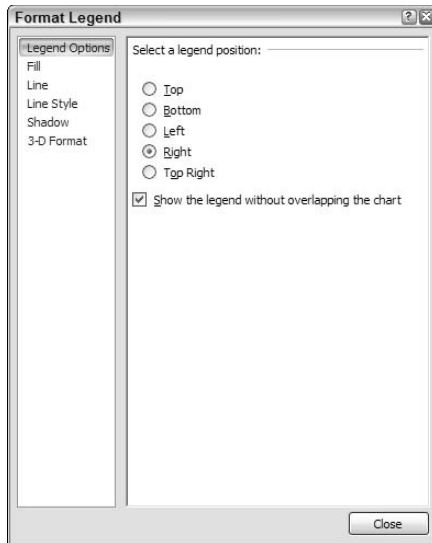 Format Legend
Legend Options
Fill
Line
Line Style
Shadow
3-D Format
Select a legend position:
Top
Bottom
Left
Right
Top Right
Show the legend without overlapping the chart
Close